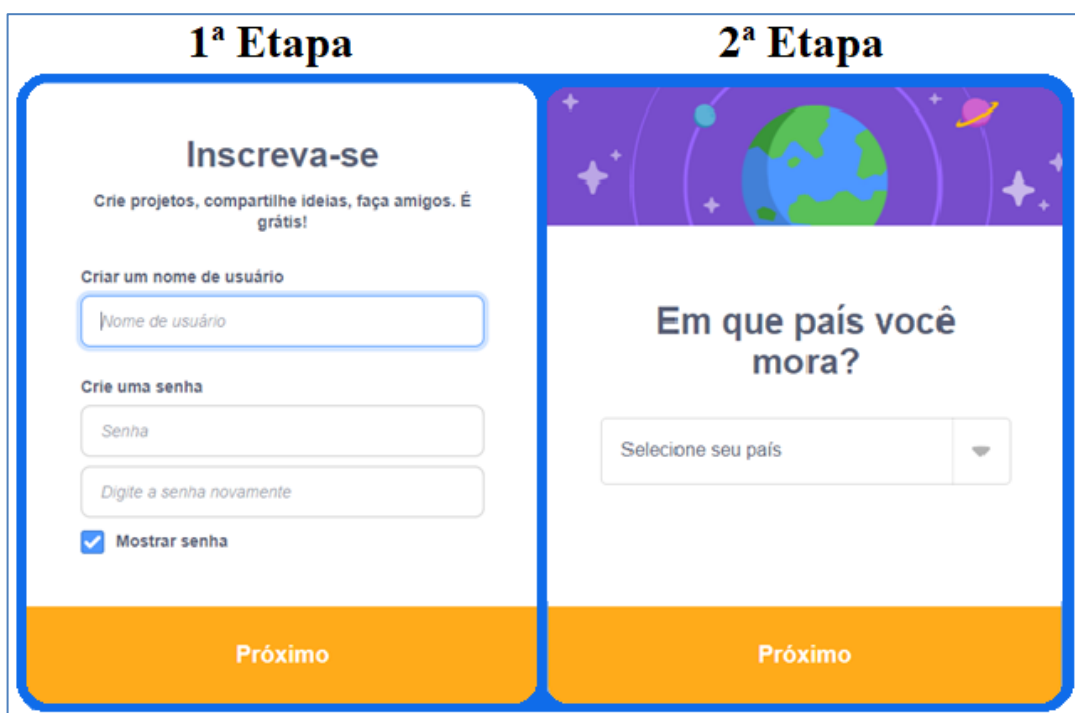 1ª Etapa
2ª Etapa
Inscreva-se
Crie projetos, compartilhe ideias, faça amigos. É
grátis!
Criar um nome de usuário
Nome de usuário
Crie uma senha
Senha
Digite a senha novamente
Mostrar senha
Próximo
Em que país você
mora?
Selecione seu país
Próximo